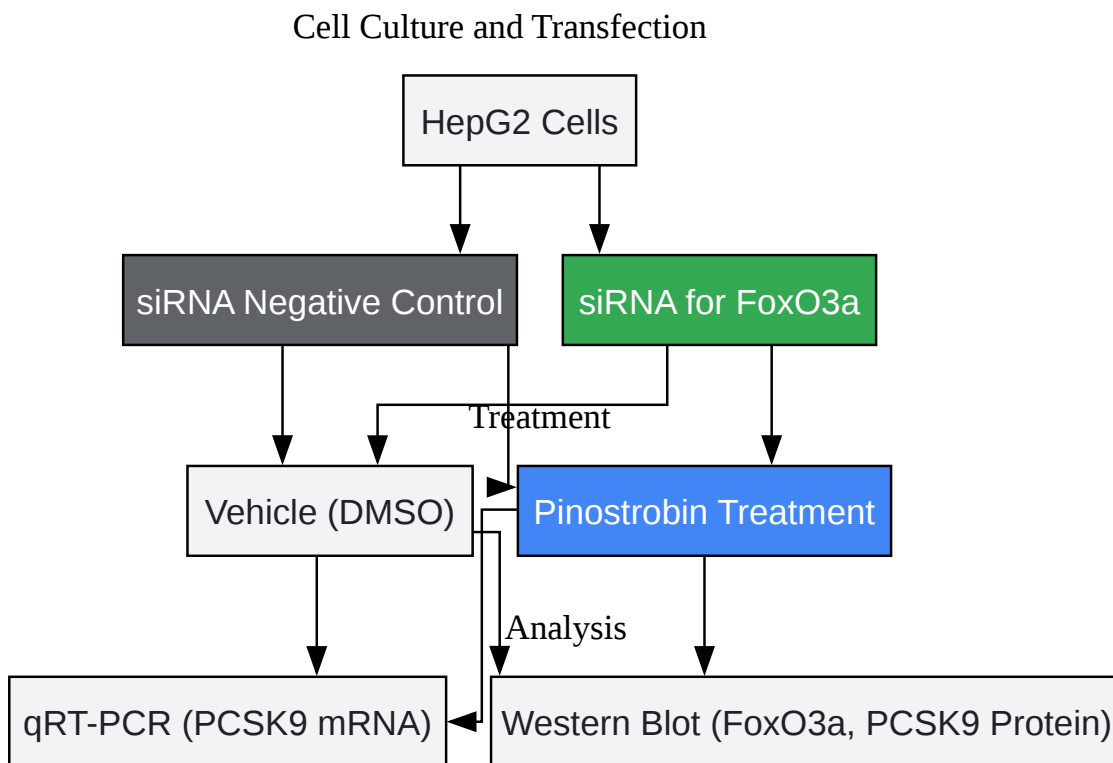 Cell Culture and Transfection
HepG2 Cells
siRNA Negative Control
siRNA for FoxO3a
Treatment
Vehicle (DMSO)
Pinostrobin Treatment
Analysis
qRT-PCR (PCSK9 mRNA)
Western Blot (FoxO3a, PCSK9 Protein)